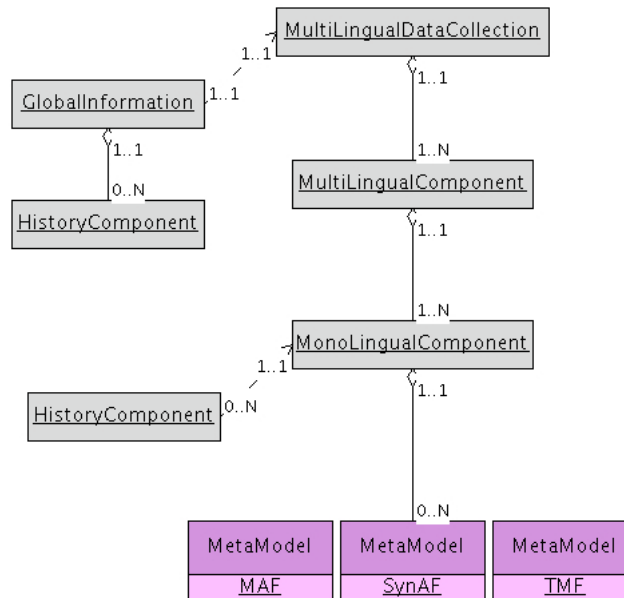 MultiLingualDataCollection
1..1
1..1
1..1
GlobalInformation
1..1
1..N
0..N
MultiLingualComponent
HistoryComponent
1..1
1..N
MonoLingualComponent
1..1
0..N
HistoryComponent
1..1
0..N
MetaModel MetaModel MetaModel
MAF SynAF TMF